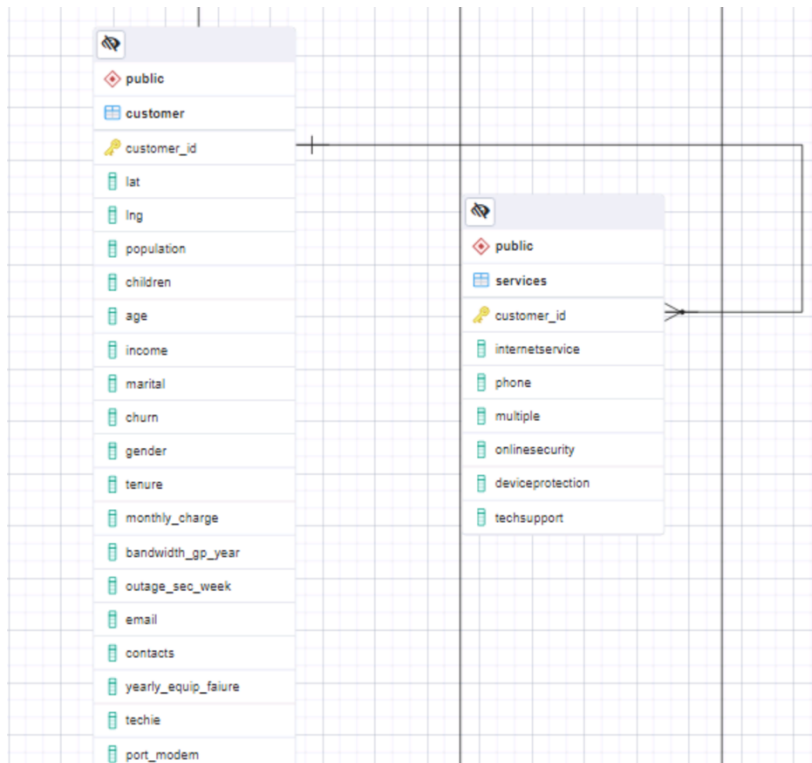 public
customer
customer_id
lat
lng
population
children
age
income
marital
churn
gender
tenure
monthly_charge
bandwidth_gp_year
outage_sec_week
email
contacts
yearly_equip_faiure
techie
port_modem
public
services
customer_id
internetservice
phone
multiple
onlinesecurity
deviceprotection
techsupport